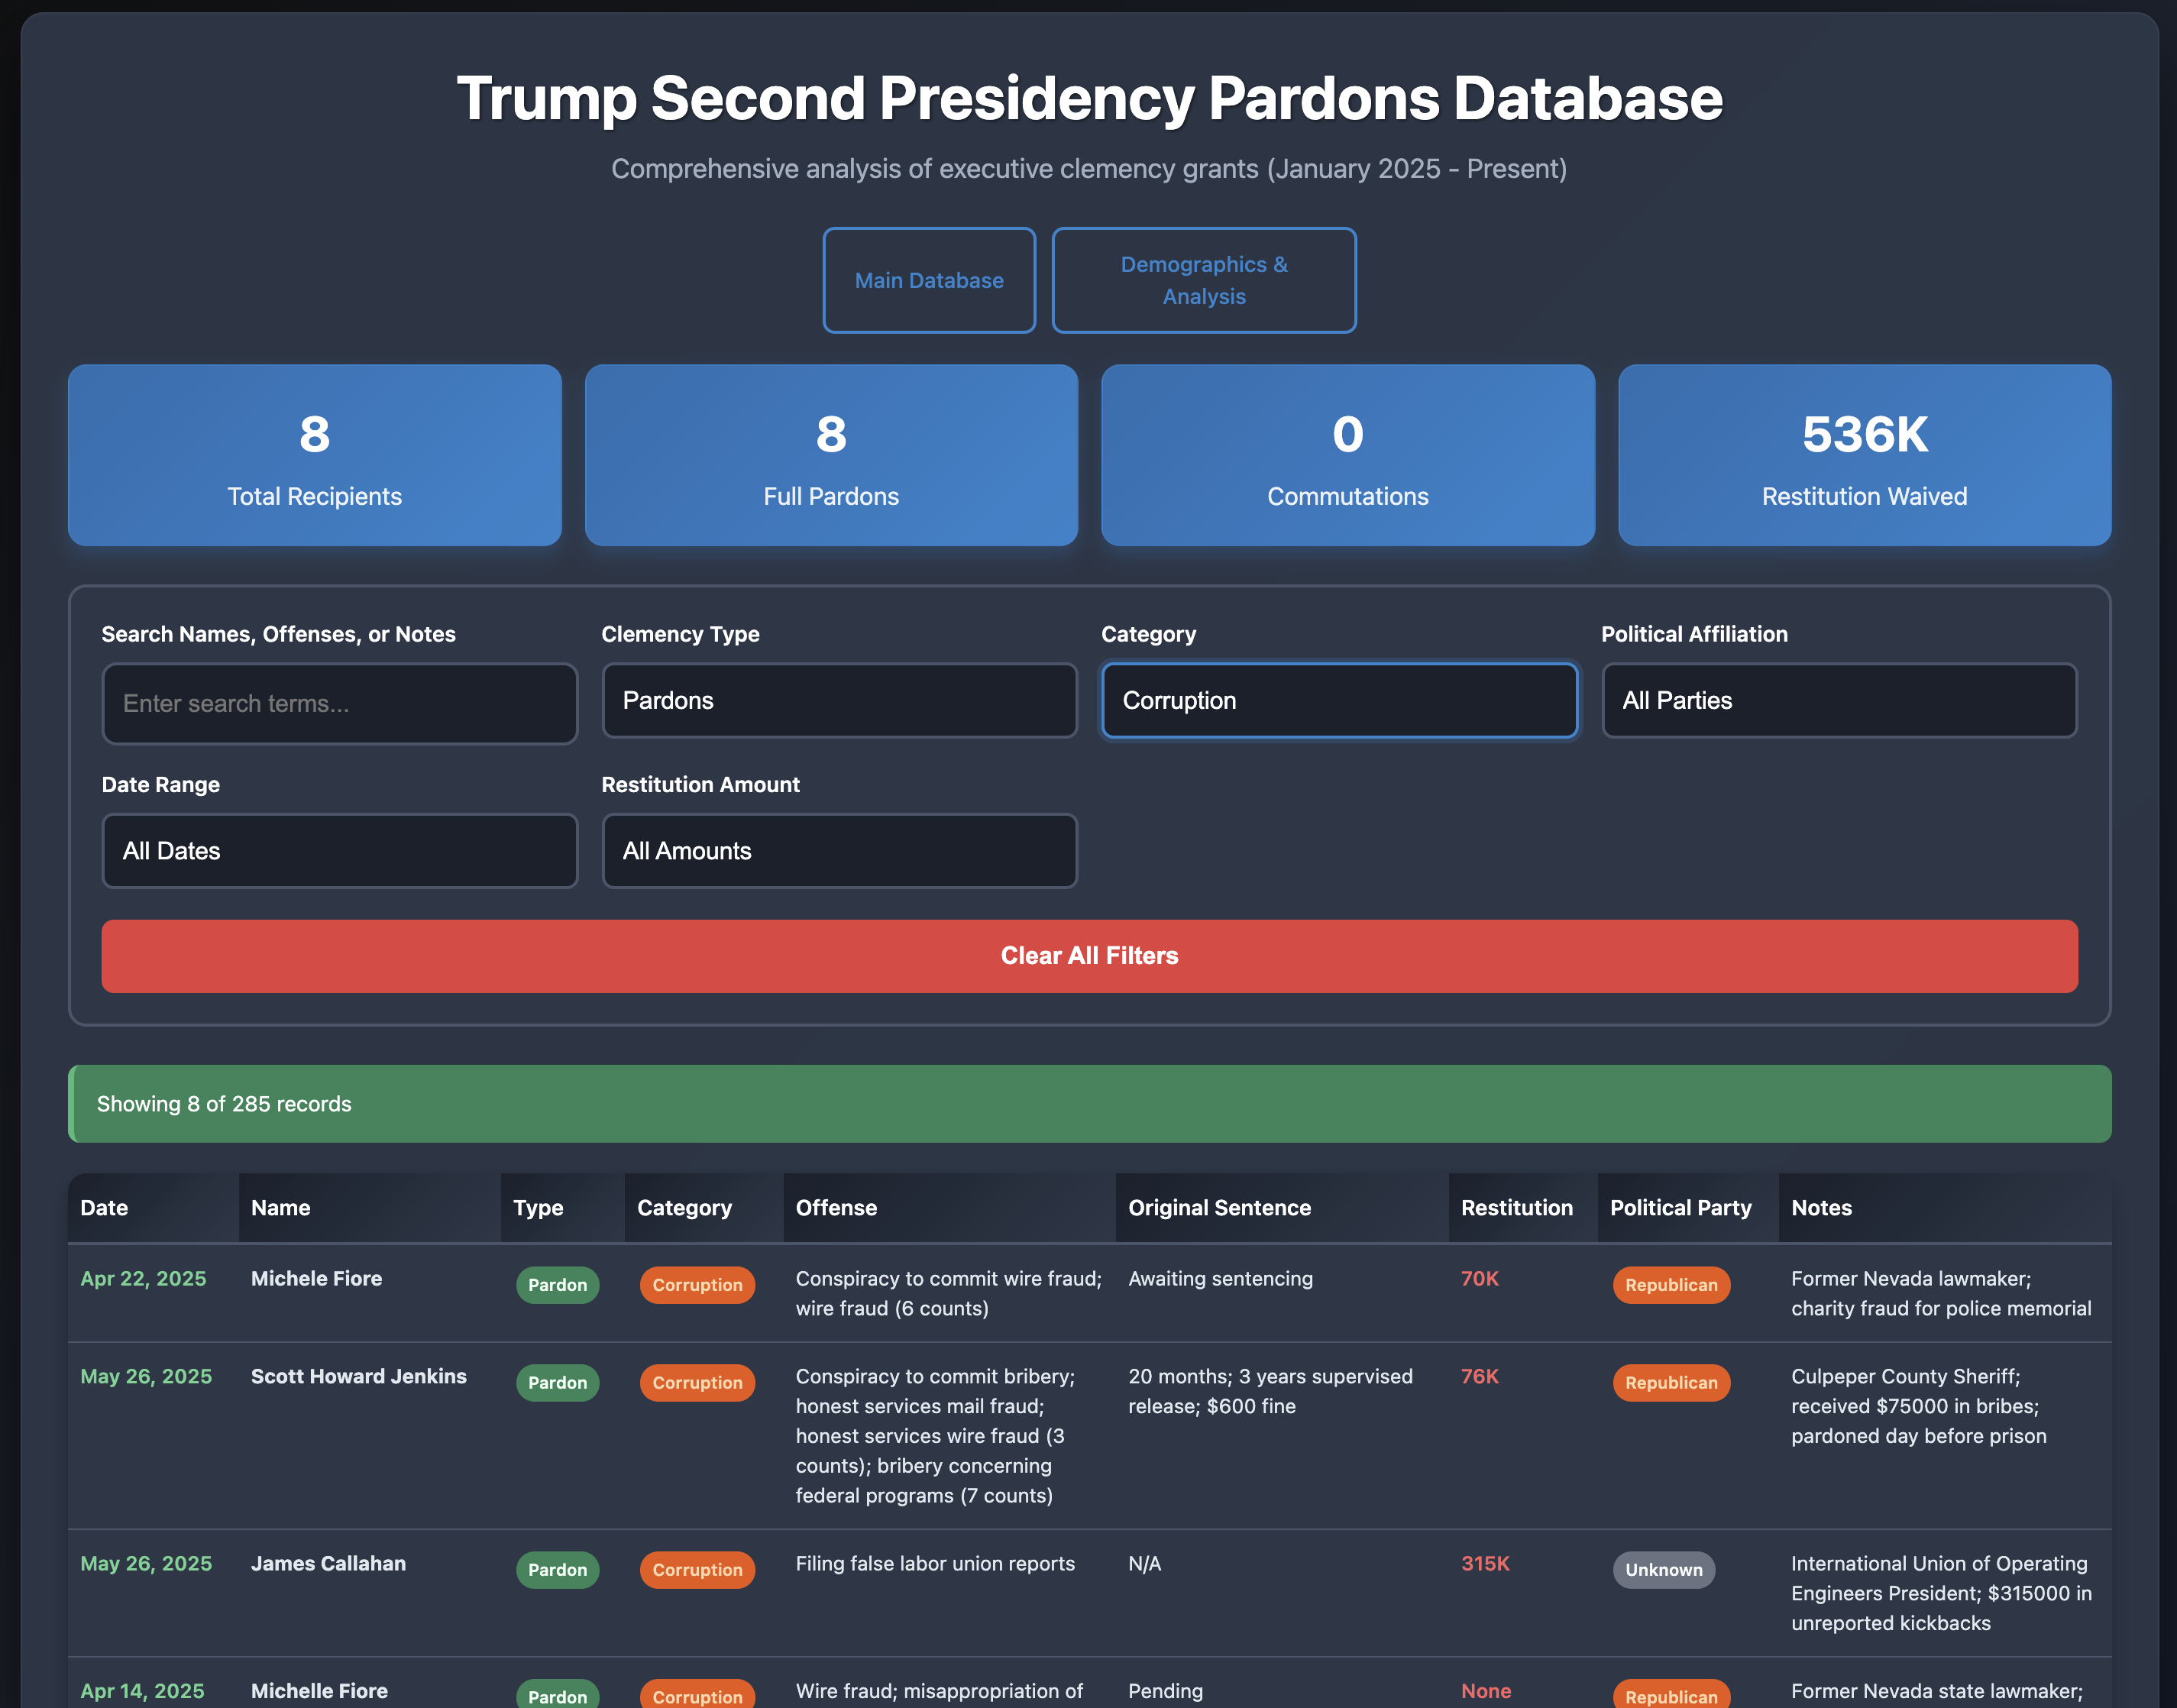 Trump Second Presidency Pardons Database
Comprehensive analysis of executive clemency grants (January 2025 - Present)
Main Database
Demographics &
Analysis
8
Total Recipients
8
Full Pardons
0
Commutations
536K
Restitution Waived
Search Names, Offenses, or Notes
Enter search terms...
Clemency Type
Pardons
Category
Corruption
Political Affiliation
All Parties
Date Range
All Dates
Restitution Amount
All Amounts
Clear All Filters
Showing 8 of 285 records
Date Name Type Category Offense Original Sentence Restitution Political Party Notes
Apr 22, 2025 Michele Fiore Pardon Corruption Conspiracy to commit wire fraud; Awaiting sentencing 70K Republican Former Nevada lawmaker;
wire fraud (6 counts) charity fraud for police memorial
May 26, 2025 Scott Howard Jenkins Pardon Corruption Conspiracy to commit bribery; 20 months; 3 years supervised 76K Republican Culpeper County Sheriff;
honest services mail fraud; release; $600 fine received $75000 in bribes;
honest services wire fraud (3 pardoned day before prison
counts); bribery concerning
federal programs (7 counts)
May 26, 2025 James Callahan Pardon Corruption Filing false labor union reports N/A 315K Unknown International Union of Operating
Engineers President; $315000 in
unreported kickbacks
Apr 14, 2025 Michelle Fiore Pardon Corruption Wire fraud; misappropriation of Pending None Republican Former Nevada state lawmaker;